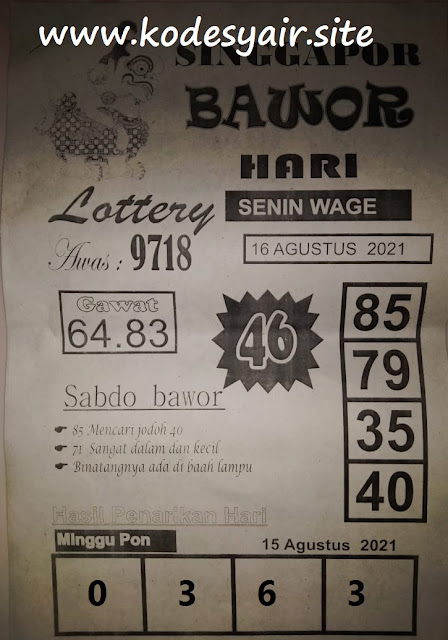 www.kodesyair.site
SINGGAPOR
BAWOR
HARI
Lottery
SENIN WAGE
Awas : 9718
16 AGUSTUS 2021
Gawat
64.83
46
85
79
35
40
Sabdo bawor
85 Mencari jodoh 40
71 Sangat dalam dan kecil
Binatangnya ada di baah lampu
Hasil Penarikan Hari
Minggu Pon
15 Agustus 2021
0 3 6 3